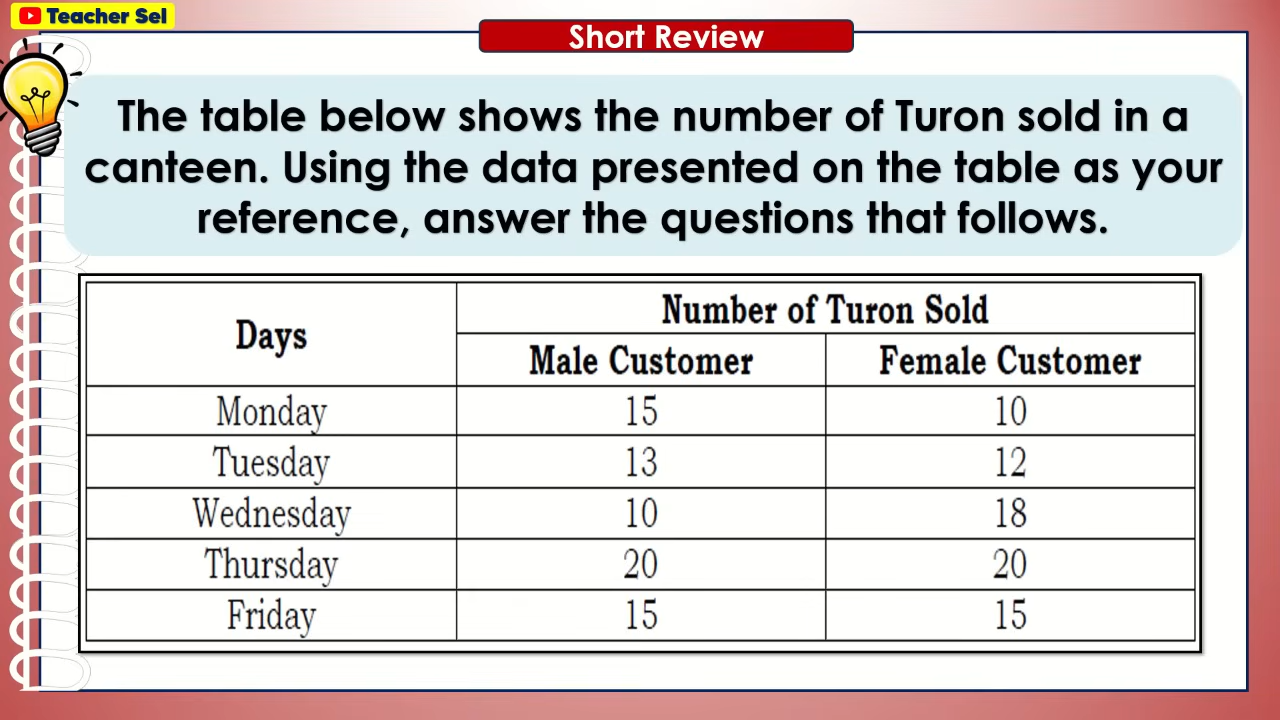 Teacher Sel
Short Review
The table below shows the number of Turon sold in a
canteen. Using the data presented on the table as your
reference, answer the questions that follows.
Days
Number of Turon Sold
Male Customer Female Customer
Monday 15 10
Tuesday 13 12
Wednesday 10 18
Thursday 20 20
Friday 15 15